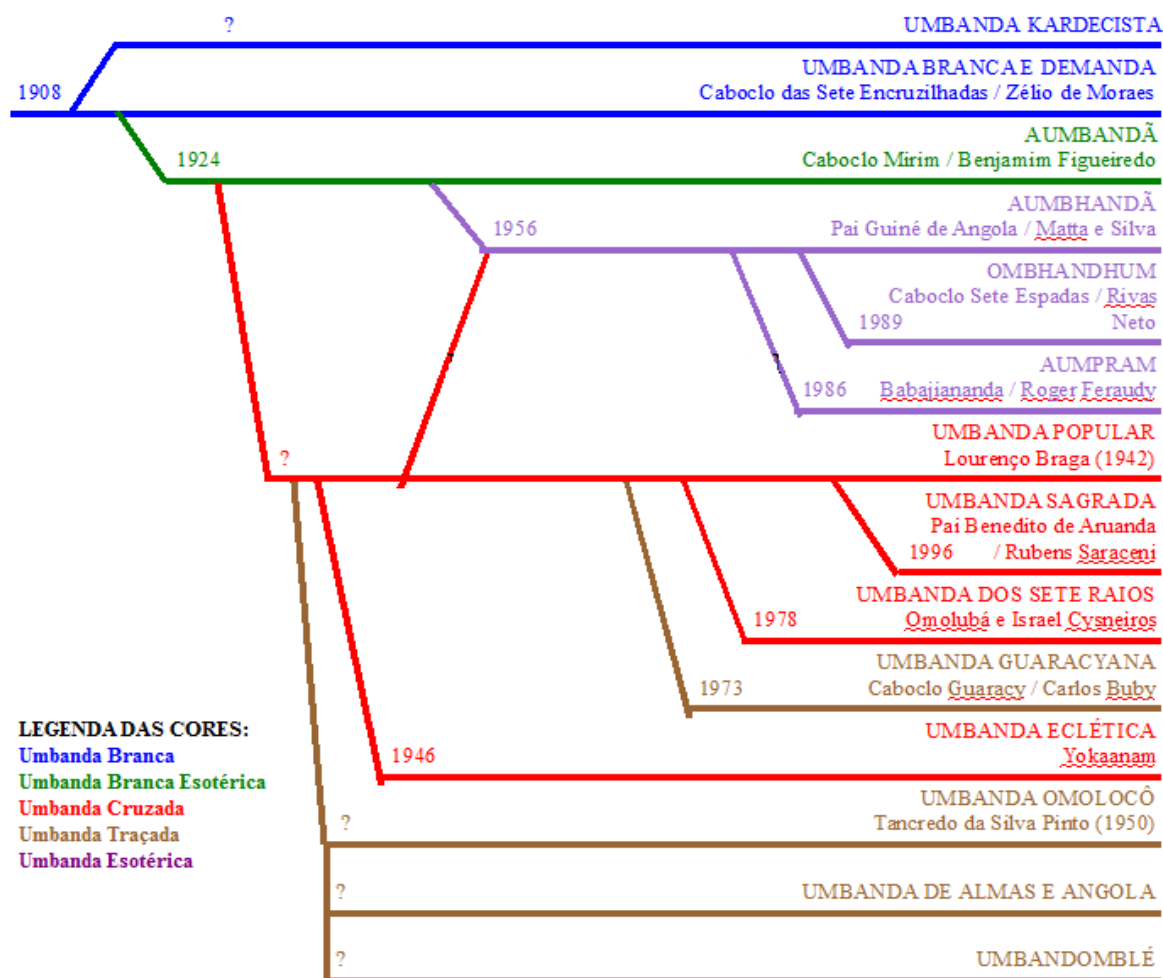 ? UMBANDA KARDECISTA
UMBANDA BRANCA E DEMANDA
1908 Caboclo das Sete Encruzilhadas / Zélio de Moraes
AUMBANDÃ
1924 Caboclo Mirim / Benjamim Figueiredo
AUMBHANDÃ
1956 Pai Guiné de Angola / Matta e Silva
OMBHANDHUM
Caboclo Sete Espadas / Rivas
1989 Neto
AUMPRAM
1986 Babajiananda / Roger Feraudy
UMBANDA POPULAR
? Lourenço Braga (1942)
UMBANDA SAGRADA
Pai Benedito de Aruanda
1996 / Rubens Saraceni
UMBANDA DOS SETE RAIOS
1978 Omolubá e Israel Cysneiros
UMBANDA GUARACYANA
1973 Caboclo Guaracy / Carlos Buby
UMBANDA ECLÉTICA
1946 Yokaanam
UMBANDA OMOLOCÔ
? Tancredo da Silva Pinto (1950)
? UMBANDA DE ALMAS E ANGOLA
? UMBANDOMBLÉ
LEGENDA DAS CORES:
Umbanda Branca
Umbanda Branca Esotérica
Umbanda Cruzada
Umbanda Traçada
Umbanda Esotérica